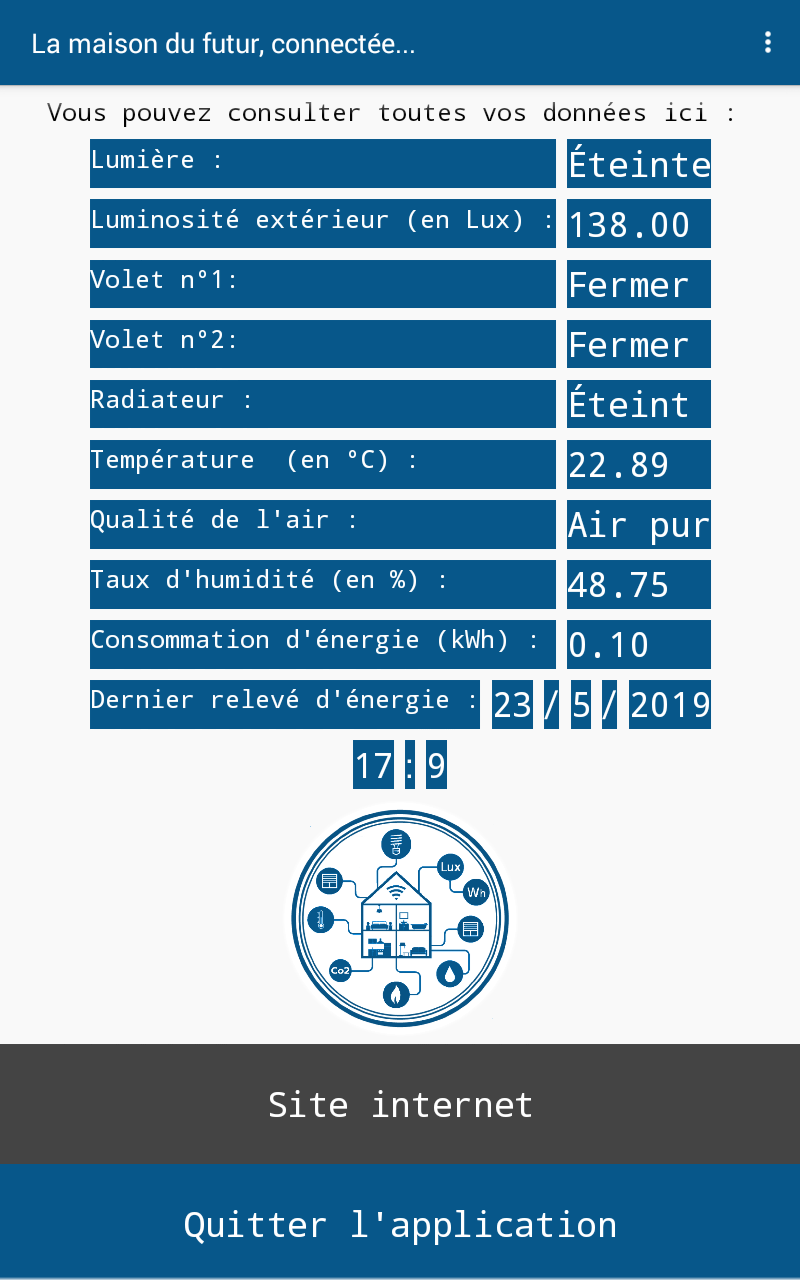 La maison du futur, connectée...
Vous pouvez consulter toutes vos données ici :
Lumière : Éteinte
Luminosité extérieur (en Lux) : 138.00
Volet n°1: Fermer
Volet n°2: Fermer
Radiateur : Éteint
Température  (en °C) : 22.89
Qualité de l'air : Air pur
Taux d'humidité (en %) : 48.75
Consommation d'énergie (kWh) : 0.10
Dernier relevé d'énergie : 23 / 5 / 2019
17 : 9
Lux
Wh
Co2
Site internet
Quitter l'application